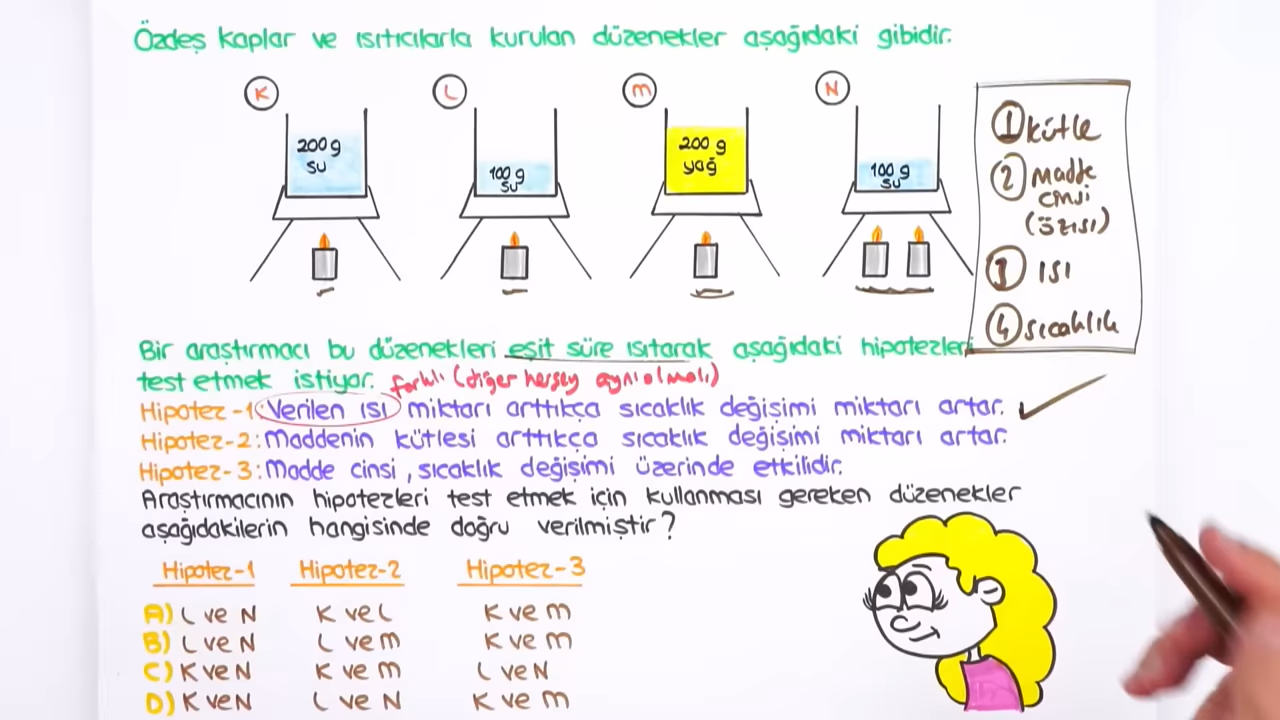 Özdeş kaplar ve ısıtıcılarla kurulan düzenekler aşağıdaki gibidir.
K
L
M
N
200 g
su
100 g
su
200 g
yağ
100 g
su
① kütle
② madde
cinsi
(özısı)
③ ısı
④ sıcaklık
Bir araştırmacı bu düzenekleri eşit süre ısıtarak aşağıdaki hipotezleri
test etmek istiyor. farklı (diğer herşey aynı olmalı)
Hipotez-1: Verilen ısı miktarı arttıkça sıcaklık değişimi miktarı artar.
Hipotez-2: Maddenin kütlesi arttıkça sıcaklık değişimi miktarı artar.
Hipotez-3: Madde cinsi, sıcaklık değişimi üzerinde etkilidir.
Araştırmacının hipotezleri test etmek için kullanması gereken düzenekler
aşağıdakilerin hangisinde doğru verilmiştir?
Hipotez-1 Hipotez-2 Hipotez-3
A) L ve N K ve L K ve M
B) L ve N L ve M K ve M
C) K ve N K ve M L ve N
D) K ve N L ve N K ve M